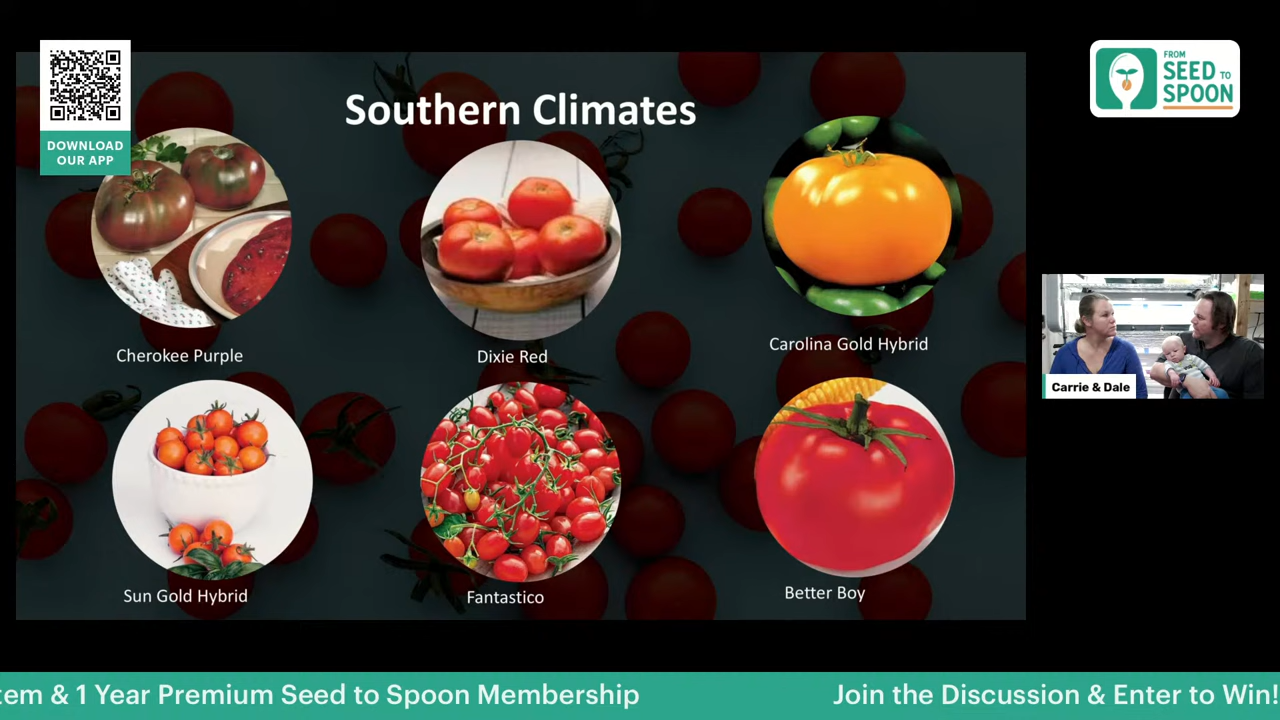 DOWNLOAD
OUR APP
Southern Climates
FROM
SEED TO
SPOON
Cherokee Purple
Dixie Red
Carolina Gold Hybrid
Carrie & Dale
Sun Gold Hybrid
Fantastico
Better Boy
& 1 Year Premium Seed to Spoon Membership
Join the Discussion & Enter to Win!